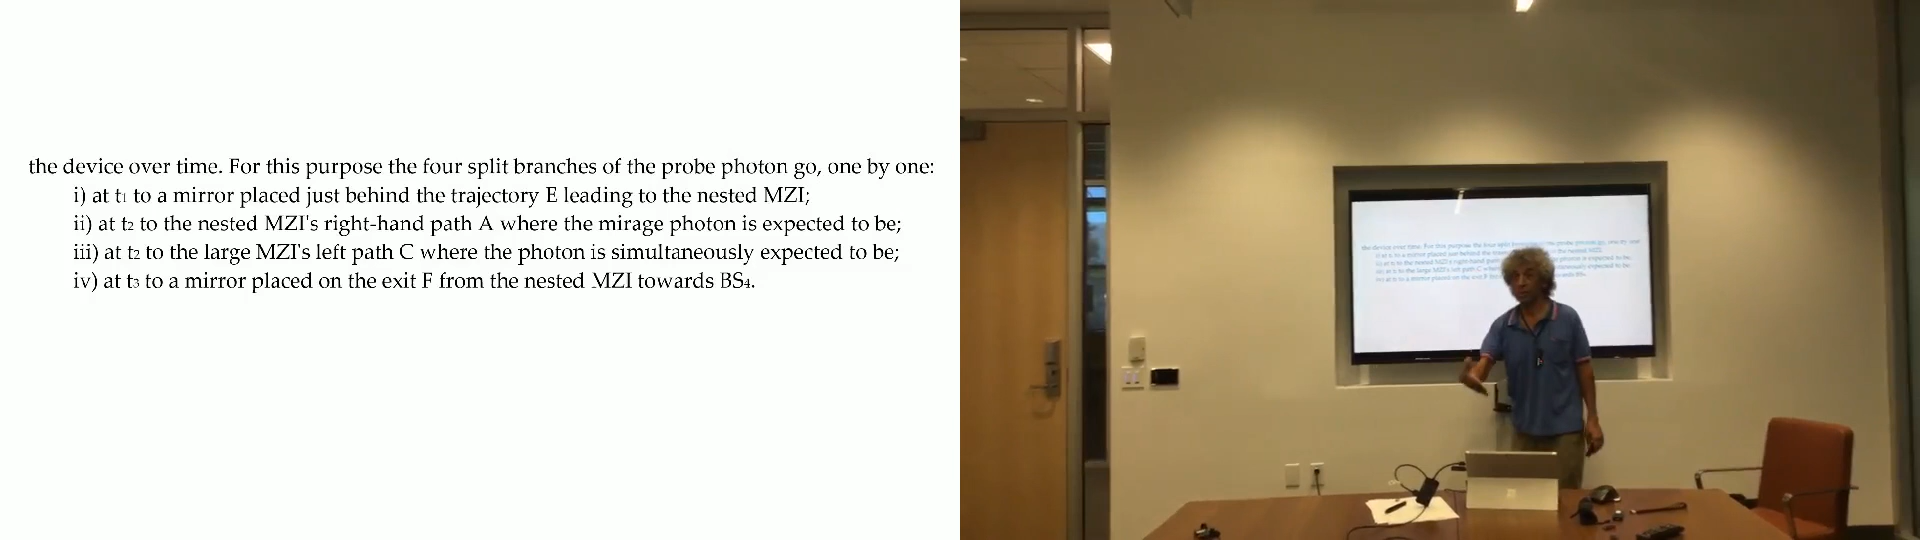 the device over time. For this purpose the four split branches of the probe photon go, one by one:
i) at t₁ to a mirror placed just behind the trajectory E leading to the nested MZI;
ii) at t₂ to the nested MZI's right-hand path A where the mirage photon is expected to be;
iii) at t₂ to the large MZI's left path C where the photon is simultaneously expected to be;
iv) at t₃ to a mirror placed on the exit F from the nested MZI towards BS₄.